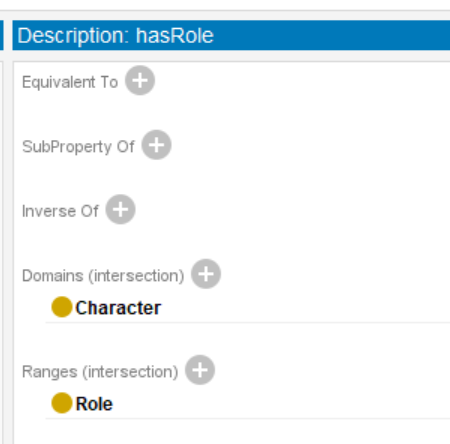 Description: hasRole
Equivalent To
SubProperty Of
Inverse Of
Domains (intersection)
Character
Ranges (intersection)
Role